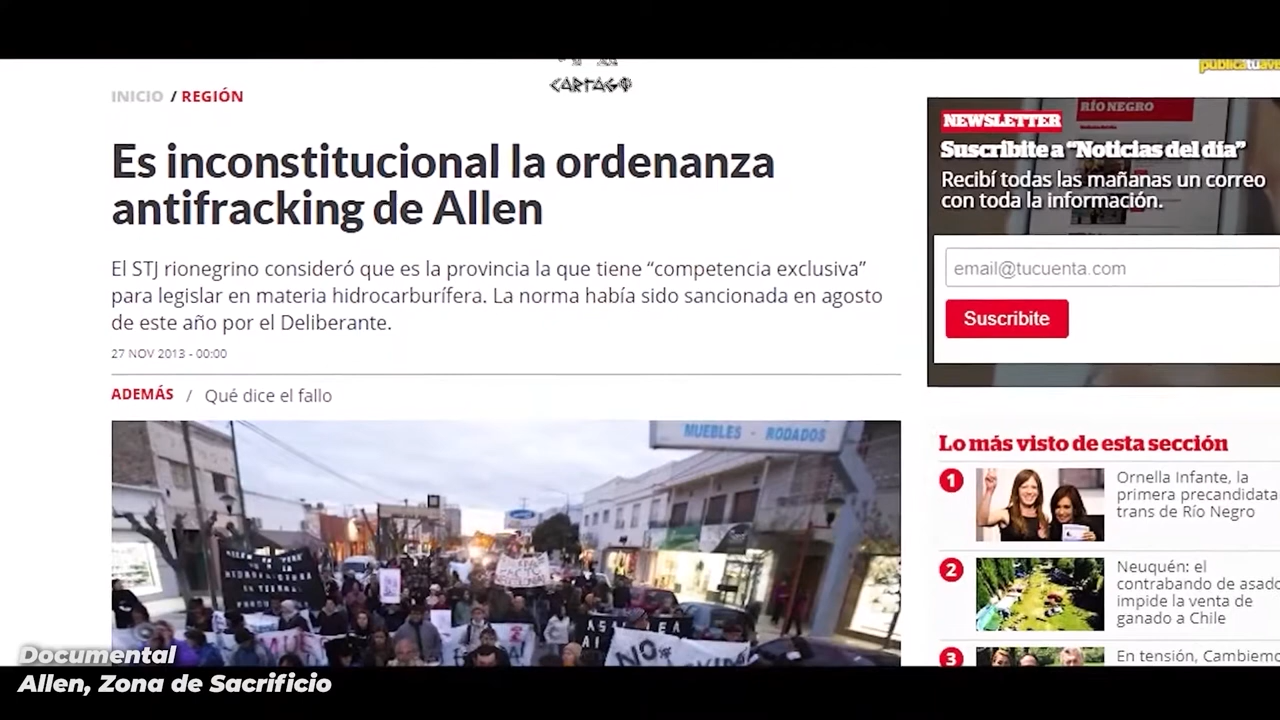 CARTAGO
INICIO / REGIÓN
Es inconstitucional la ordenanza
antifracking de Allen
El STJ rionegrino consideró que es la provincia la que tiene “competencia exclusiva”
para legislar en materia hidrocarburífera. La norma había sido sancionada en agosto
de este año por el Deliberante.
27 NOV 2013 - 00:00
ADEMÁS / Qué dice el fallo
MUEBLES - RODADOS
NO
RÍO NEGRO
NEWSLETTER
Suscribite a “Noticias del día”
Recibí todas las mañanas un correo
con toda la información.
email@tucuenta.com
Suscribite
Lo más visto de esta sección
1
Ornella Infante, la
primera precandidata
trans de Río Negro
2
Neuquén: el
contrabando de asado
impide la venta de
ganado a Chile
3
En tensión, Cambiemo
Documental
Allen, Zona de Sacrificio